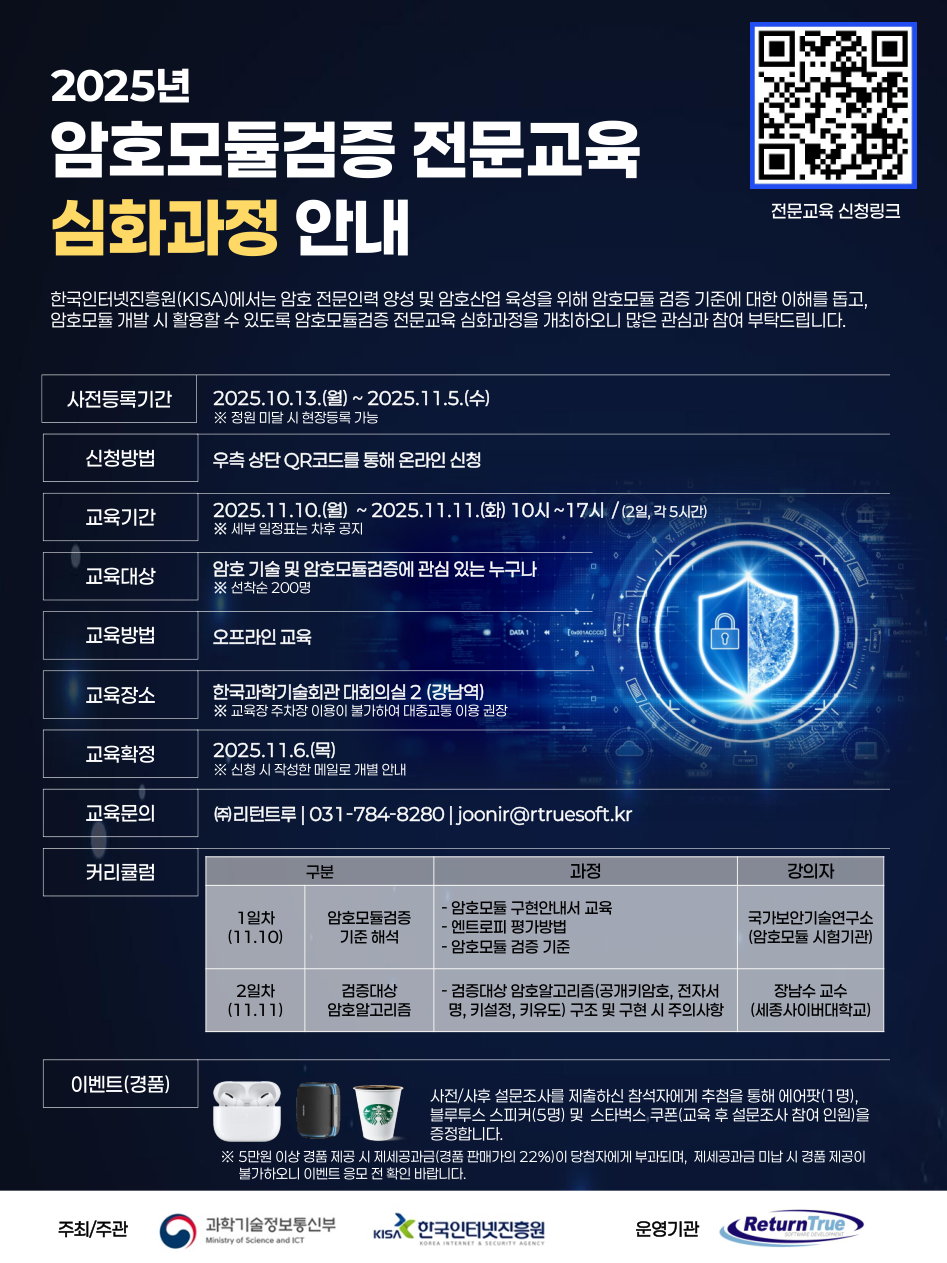 2025년
암호모듈검증 전문교육
심화과정 안내
전문교육 신청링크
한국인터넷진흥원(KISA)에서는 암호 전문인력 양성 및 암호산업 육성을 위해 암호모듈 검증 기준에 대한 이해를 돕고,
암호모듈 개발 시 활용할 수 있도록 암호모듈검증 전문교육 심화과정을 개최하오니 많은 관심과 참여 부탁드립니다.
사전등록기간
2025.10.13.(월) ~ 2025.11.5.(수)
※ 정원 미달 시 현장등록 가능
신청방법
우측 상단 QR코드를 통해 온라인 신청
교육기간
2025.11.10.(월) ~ 2025.11.11.(화) 10시 ~17시 / (2일, 각 5시간)
※ 세부 일정표는 차후 공지
교육대상
암호 기술 및 암호모듈검증에 관심 있는 누구나
※ 선착순 200명
교육방법
오프라인 교육
DATA 1
[0x001ACCCD]
교육장소
한국과학기술회관 대회의실 2 (강남역)
※ 교육장 주차장 이용이 불가하여 대중교통 이용 권장
교육확정
2025.11.6.(목)
※ 신청 시 작성한 메일로 개별 안내
교육문의
㈜리턴트루 | 031-784-8280 | joonir@rtruesoft.kr
커리큘럼
구분 과정 강의자
1일차
(11.10)
암호모듈검증
기준 해석
- 암호모듈 구현안내서 교육
- 엔트로피 평가방법
- 암호모듈 검증 기준
국가보안기술연구소
(암호모듈 시험기관)
2일차
(11.11)
검증대상
암호알고리즘
- 검증대상 암호알고리즘(공개키암호, 전자서
명, 키설정, 키유도) 구조 및 구현 시 주의사항
장남수 교수
(세종사이버대학교)
이벤트(경품)
사전/사후 설문조사를 제출하신 참석자에게 추첨을 통해 에어팟(1명),
블루투스 스피커(5명) 및 스타벅스 쿠폰(교육 후 설문조사 참여 인원)을
증정합니다.
※ 5만원 이상 경품 제공 시 제세공과금(경품 판매가의 22%)이 당첨자에게 부과되며, 제세공과금 미납 시 경품 제공이
불가하오니 이벤트 응모 전 확인 바랍니다.
주최/주관
과학기술정보통신부
Ministry of Science and ICT
KISA 한국인터넷진흥원
KOREA INTERNET & SECURITY AGENCY
운영기관
ReturnTrue
SOFTWARE DEVELOPMENT